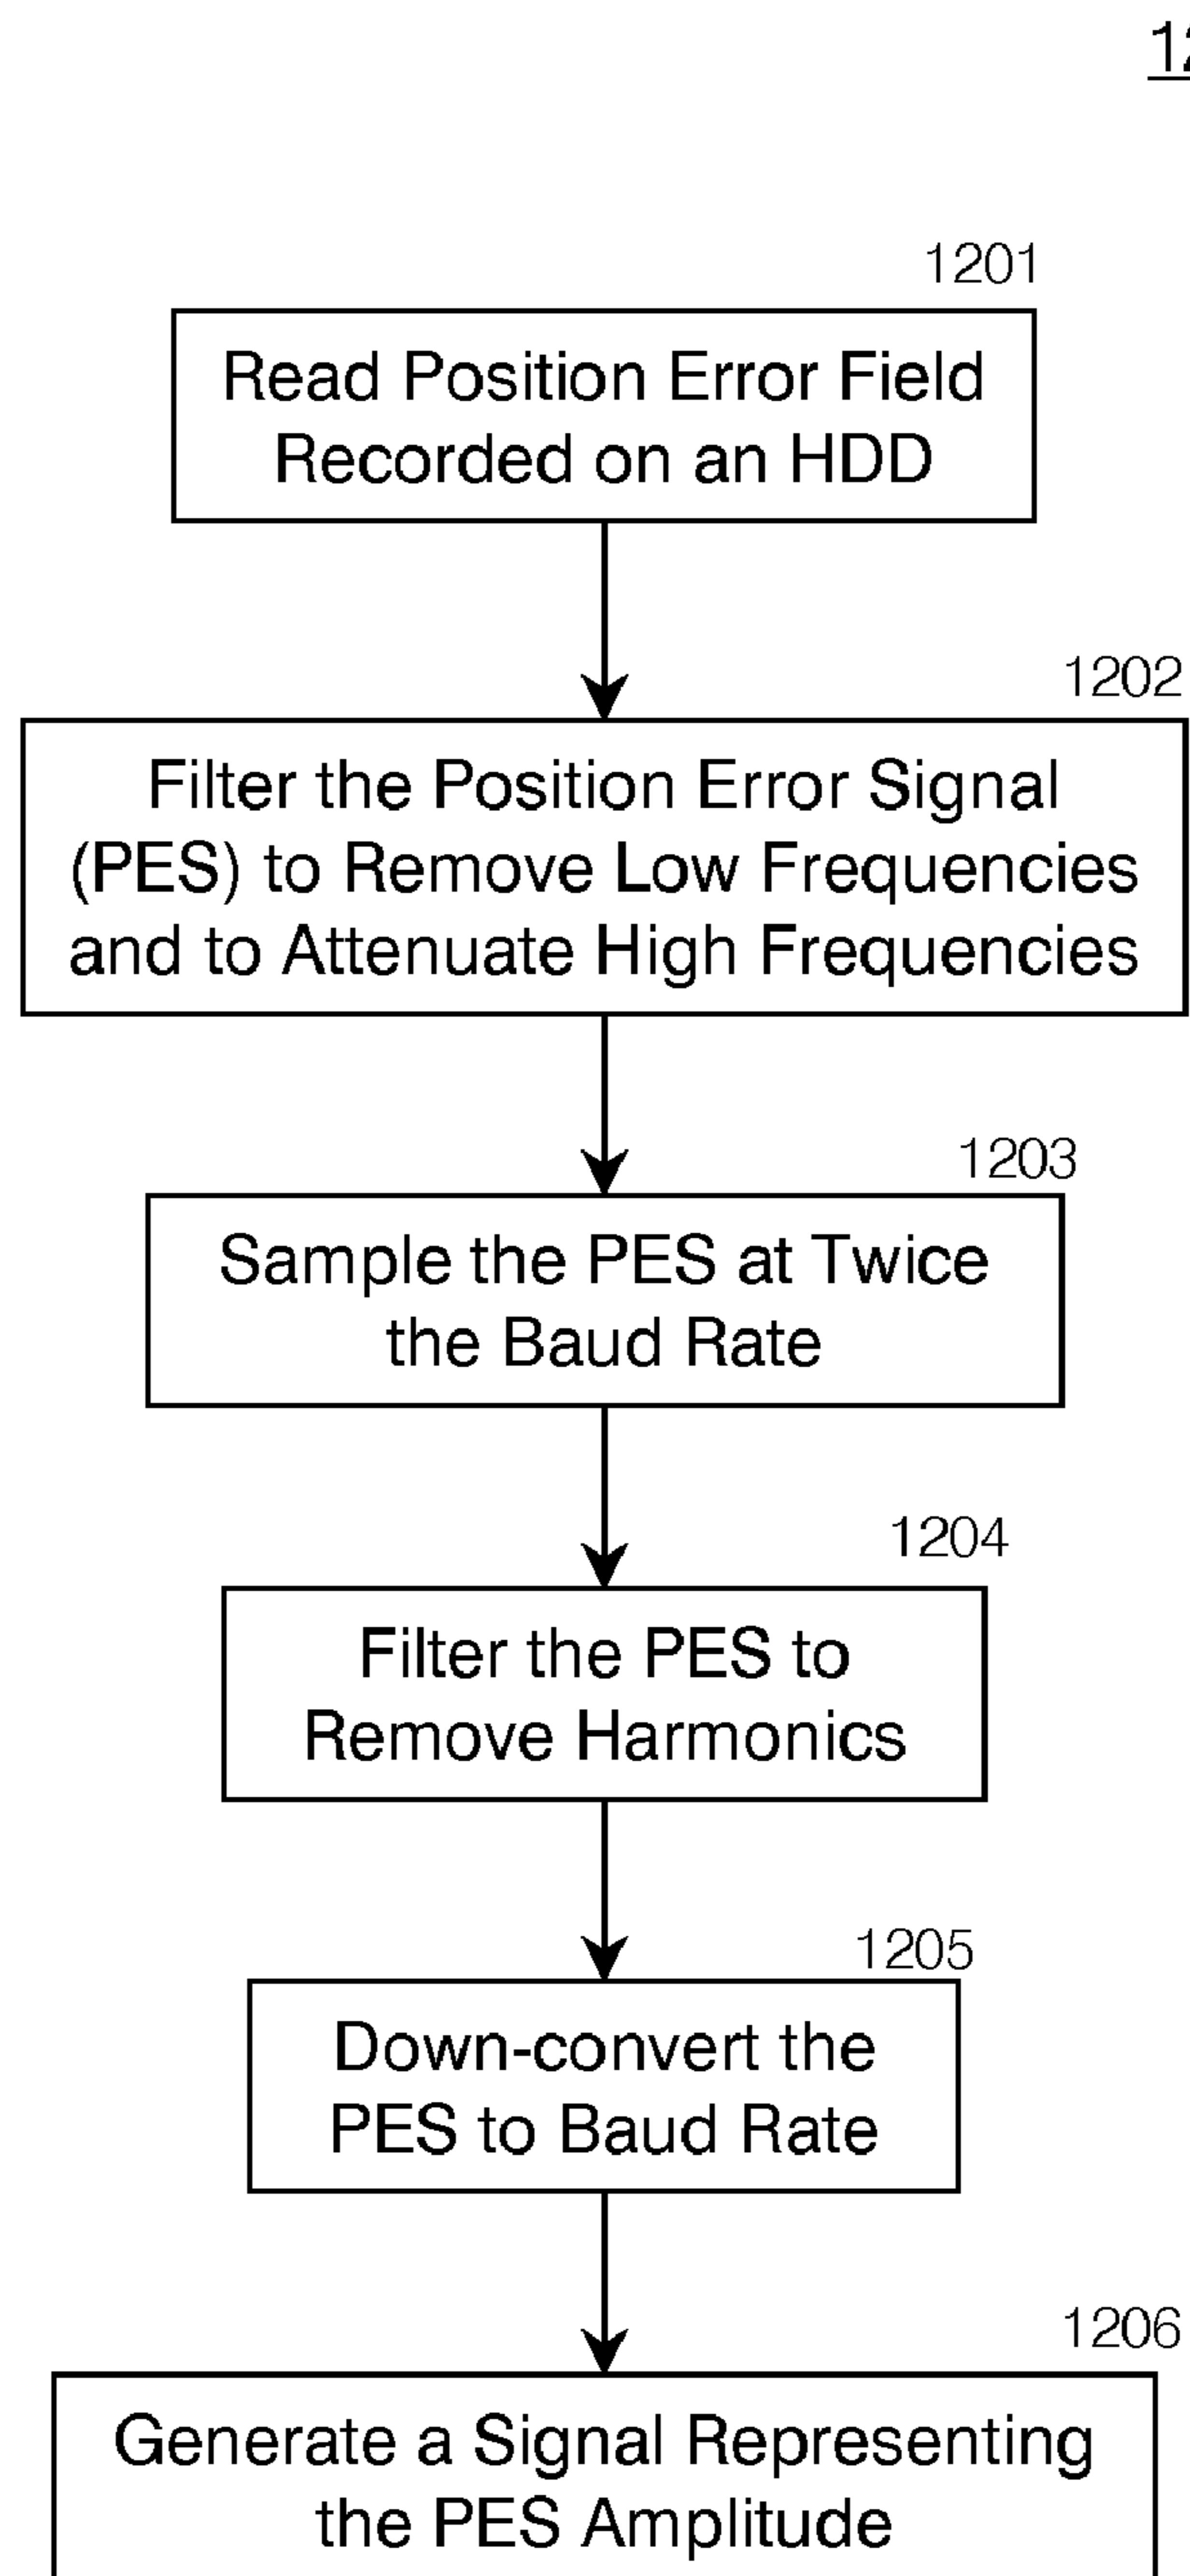 1201
Read Position Error Field
Recorded on an HDD
1202
Filter the Position Error Signal
(PES) to Remove Low Frequencies
and to Attenuate High Frequencies
1203
Sample the PES at Twice
the Baud Rate
1204
Filter the PES to
Remove Harmonics
1205
Down-convert the
PES to Baud Rate
1206
Generate a Signal Representing
the PES Amplitude